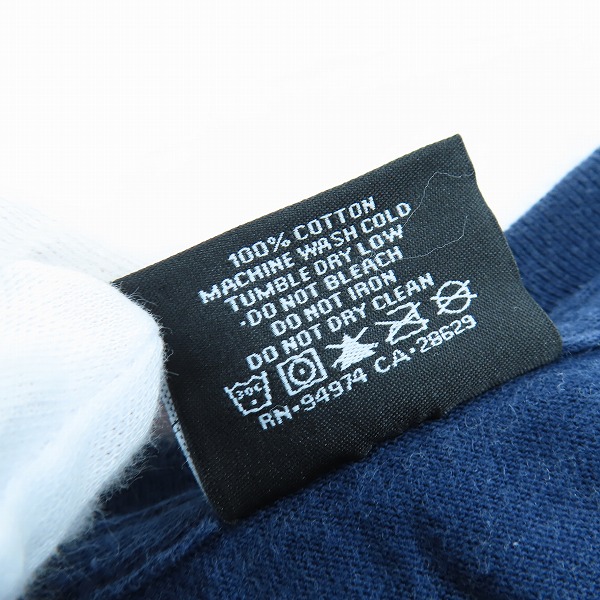 100% COTTON
MACHINE WASH COLD
TUMBLE DRY LOW
·DO NOT BLEACH
DO NOT IRON
DO NOT DRY CLEAN
30C
RN·94974 CA·28629